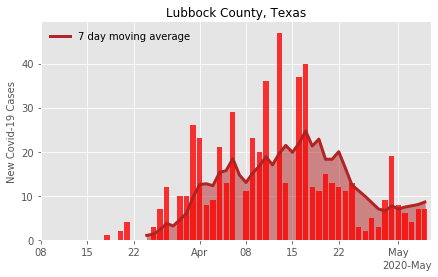 Lubbock County, Texas
7 day moving average
New Covid-19 Cases
40
30
20
10
0
08 15 22 Apr 08 15 22 May
08
2020-May